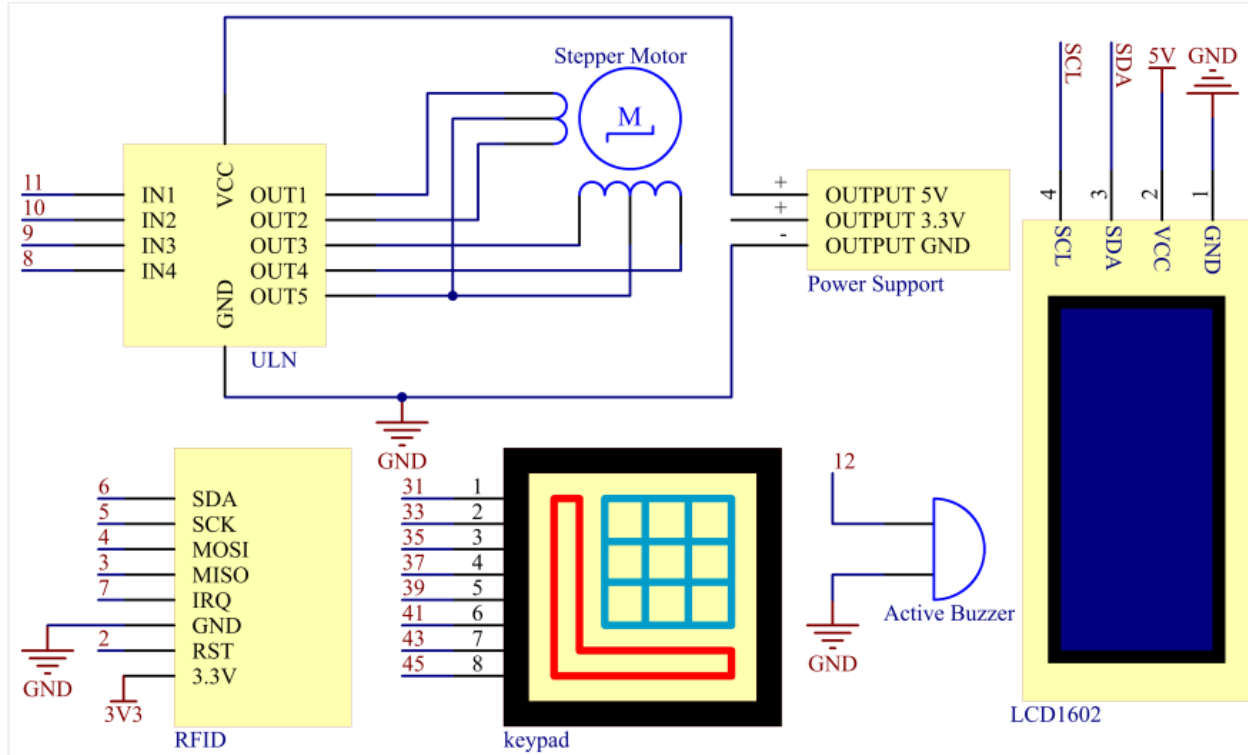 Stepper Motor
M
SCL
SDA
5V
GND
11 IN1
10 IN2
9 IN3
8 IN4
VCC
GND
OUT1
OUT2
OUT3
OUT4
OUT5
ULN
+ OUTPUT 5V
+ OUTPUT 3.3V
- OUTPUT GND
Power Support
4 SCL
3 SDA
2 VCC
1 GND
LCD1602
GND
6 SDA
5 SCK
4 MOSI
3 MISO
7 IRQ
GND
2 RST
3.3V
GND
3V3
RFID
31 1
33 2
35 3
37 4
39 5
41 6
43 7
45 8
keypad
12
Active Buzzer
GND